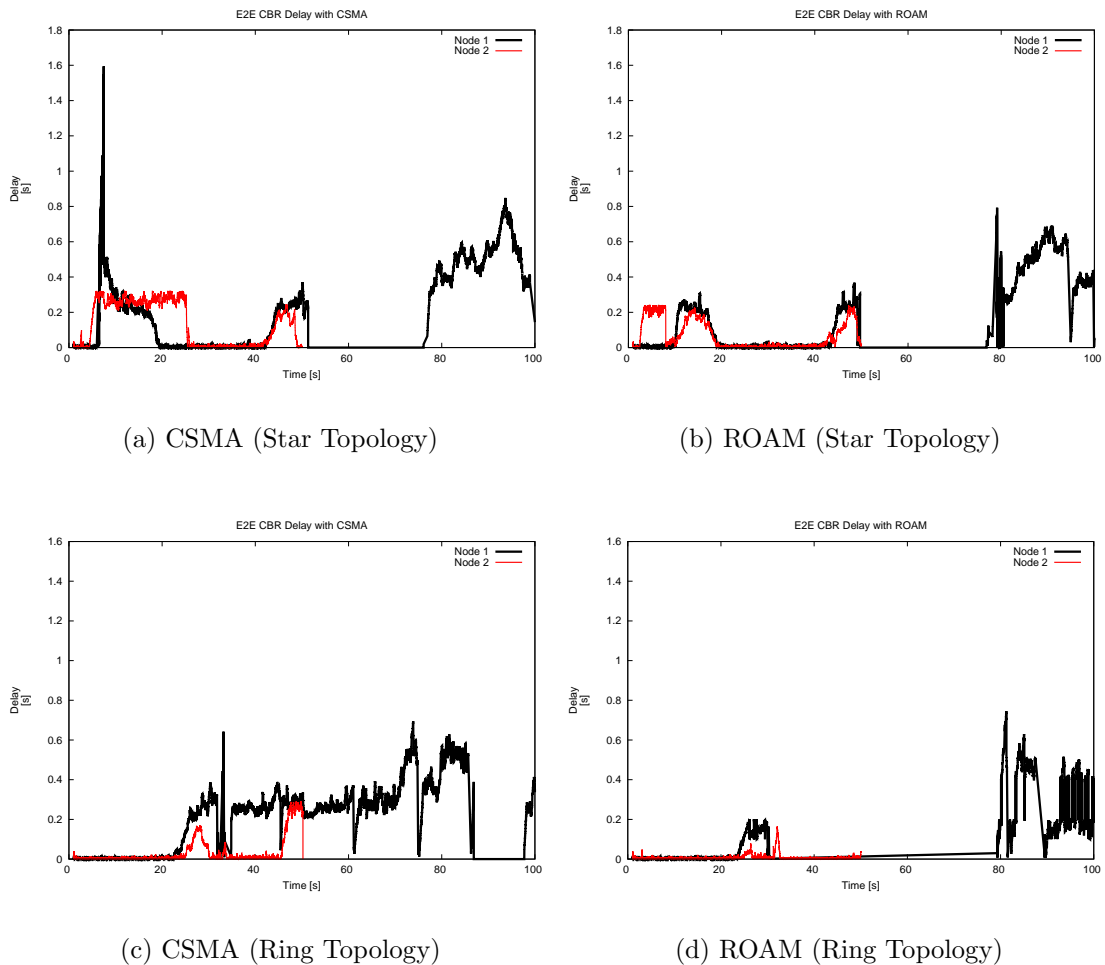 E2E CBR Delay with CSMA
1.8
1.6
1.4
1.2
1
0.8
0.6
0.4
0.2
0
Delay
[s]
0 20 40 60 80 100
Time [s]
Node 1
Node 2
(a) CSMA (Star Topology)
E2E CBR Delay with ROAM
1.8
1.6
1.4
1.2
1
0.8
0.6
0.4
0.2
0
Delay
[s]
0 20 40 60 80 100
Time [s]
Node 1
Node 2
(b) ROAM (Star Topology)
E2E CBR Delay with CSMA
1.6
1.4
1.2
1
0.8
0.6
0.4
0.2
0
Delay
[s]
0 20 40 60 80 100
Time [s]
Node 1
Node 2
(c) CSMA (Ring Topology)
E2E CBR Delay with ROAM
1.6
1.4
1.2
1
0.8
0.6
0.4
0.2
0
Delay
[s]
0 20 40 60 80 100
Time [s]
Node 1
Node 2
(d) ROAM (Ring Topology)